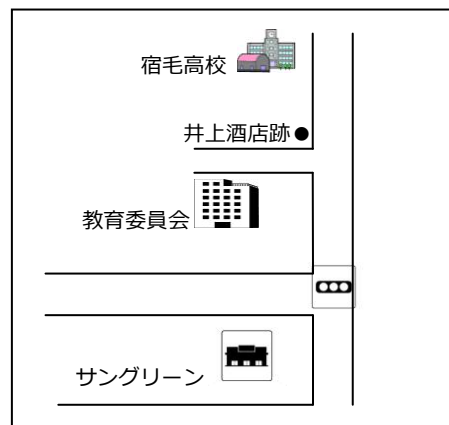 宿毛高校
井上酒店跡
教育委員会
サングリーン